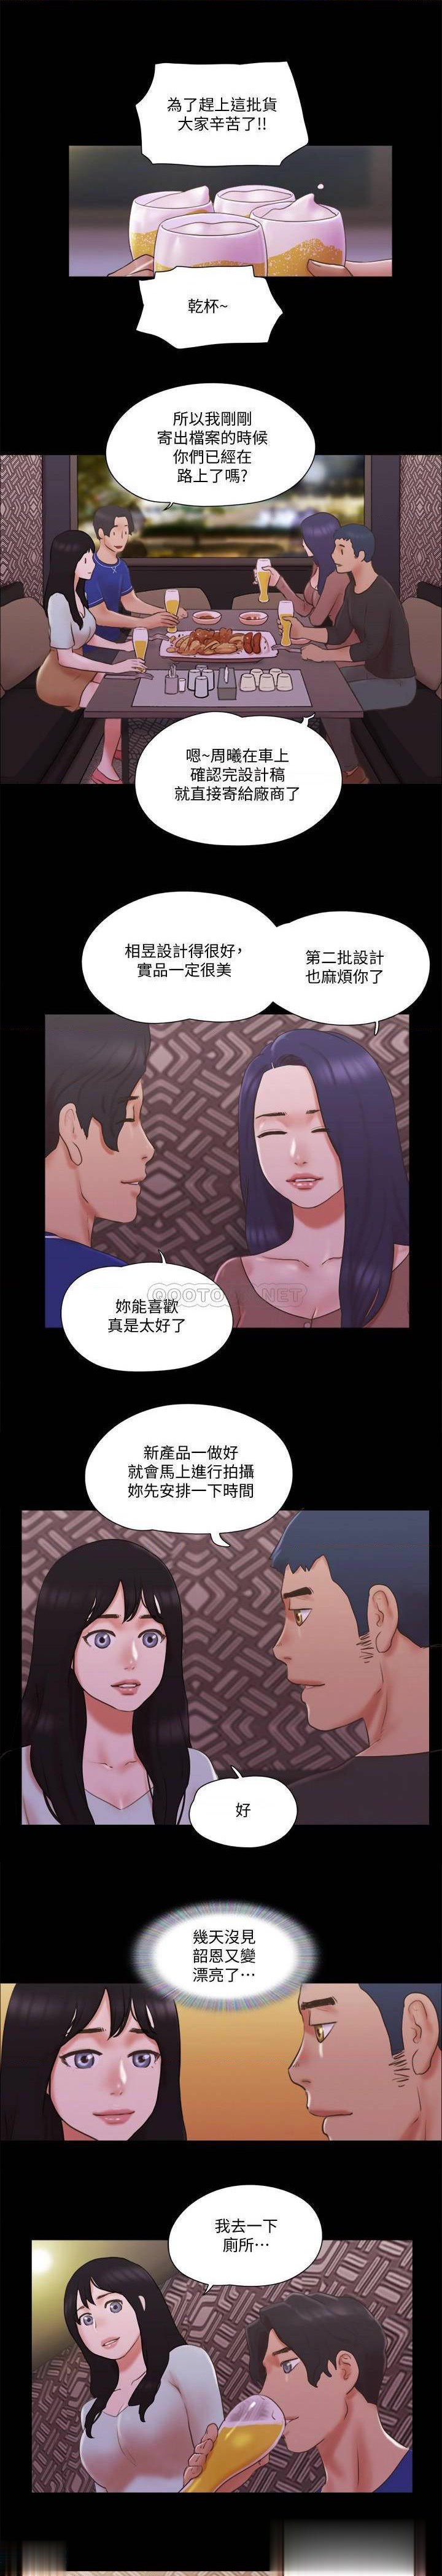 為了趕上這批貨
大家辛苦了!!
乾杯~
所以我剛剛
寄出檔案的時候
你們已經在
路上了嗎?
嗯~周曦在車上
確認完設計稿
就直接寄給廠商了
相昱設計得很好,
實品一定很美
第二批設計
也麻煩你了
妳能喜歡
真是太好了
新產品一做好
就會馬上進行拍攝
妳先安排一下時間
好
幾天沒見
韶恩又變
漂亮了…
我去一下
廁所…